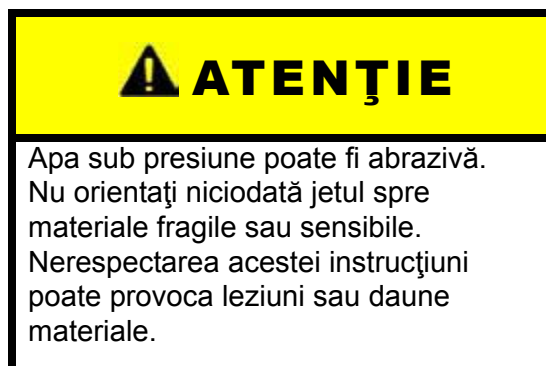 ATENŢIE
Apa sub presiune poate fi abrazivă.
Nu orientaţi niciodată jetul spre
materiale fragile sau sensibile.
Nerespectarea acestei instrucţiuni
poate provoca leziuni sau daune
materiale.